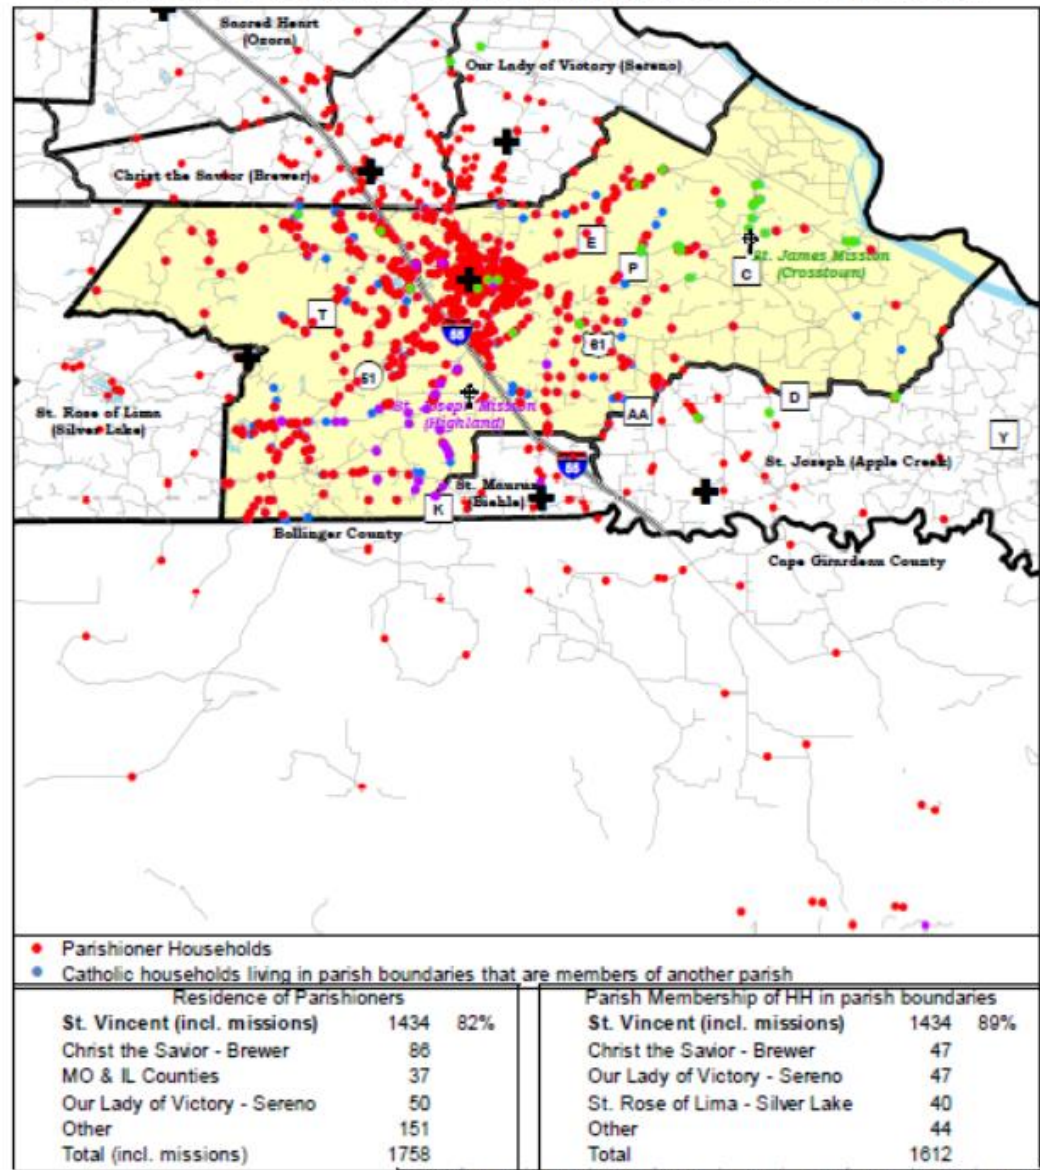 Sacred Heart
(Ozora)
Our Lady of Victory (Sereno)
Christ the Savior (Brewer)
E
P
C
St. James Mission
(Crosstown)
T
55
61
51
St. Joseph Mission
(Highland)
AA
D
Y
St. Rose of Lima
(Silver Lake)
55
St. Joseph (Apple Creek)
St. Maurus
(Biehle)
K
Bollinger County
Cape Girardeau County
Parishioner Households
Catholic households living in parish boundaries that are members of another parish
Residence of Parishioners
St. Vincent (incl. missions) 1434 82%
Christ the Savior - Brewer 86
MO & IL Counties 37
Our Lady of Victory - Sereno 50
Other 151
Total (incl. missions) 1758
Parish Membership of HH in parish boundaries
St. Vincent (incl. missions) 1434 89%
Christ the Savior - Brewer 47
Our Lady of Victory - Sereno 47
St. Rose of Lima - Silver Lake 40
Other 44
Total 1612